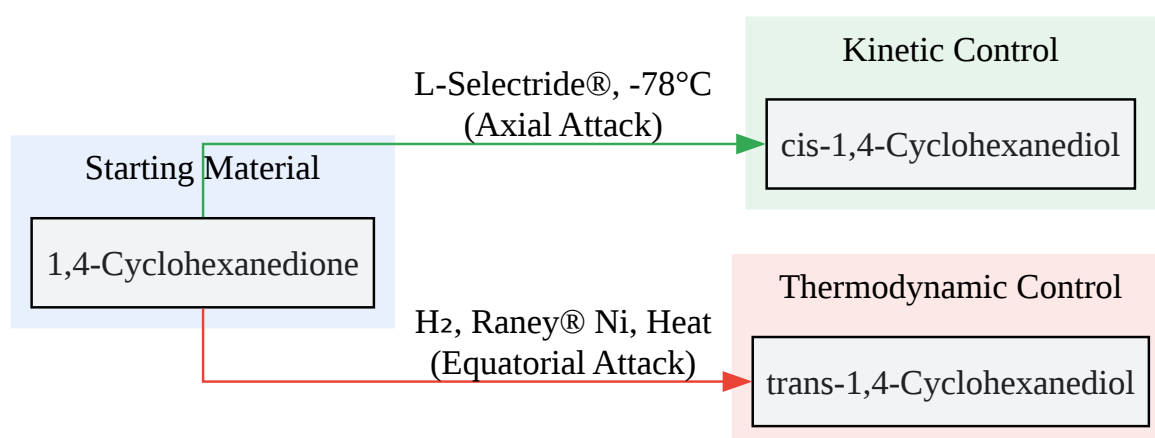 Kinetic Control
L-Selectride®, -78°C
(Axial Attack)
cis-1,4-Cyclohexanediol
Starting Material
1,4-Cyclohexanedione
Thermodynamic Control
H₂, Raney® Ni, Heat
(Equatorial Attack)
trans-1,4-Cyclohexanediol